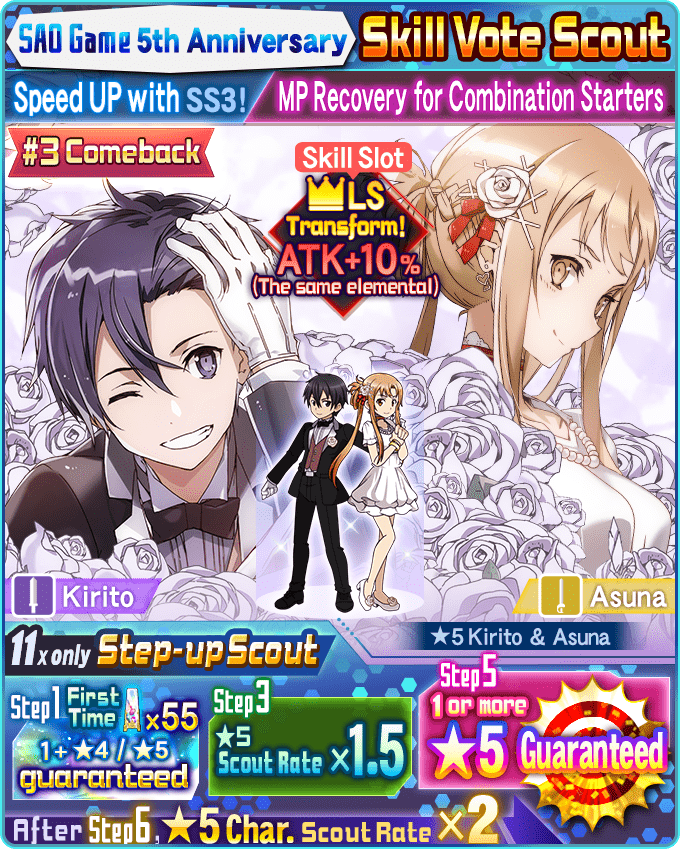 SAO Game 5th Anniversary Skill Vote Scout
Speed UP with SS3! MP Recovery for Combination Starters
#3 Comeback
Skill Slot
LS
Transform!
ATK+10%
(The same elemental)
Kirito
Asuna
★5 Kirito & Asuna
11x only Step-up Scout
Step1 First Time ×55
1+ ★4 / ★5
guaranteed
Step3
★5
Scout Rate ×1.5
Step5
1 or more
★5 Guaranteed
After Step6, ★5 Char. Scout Rate ×2